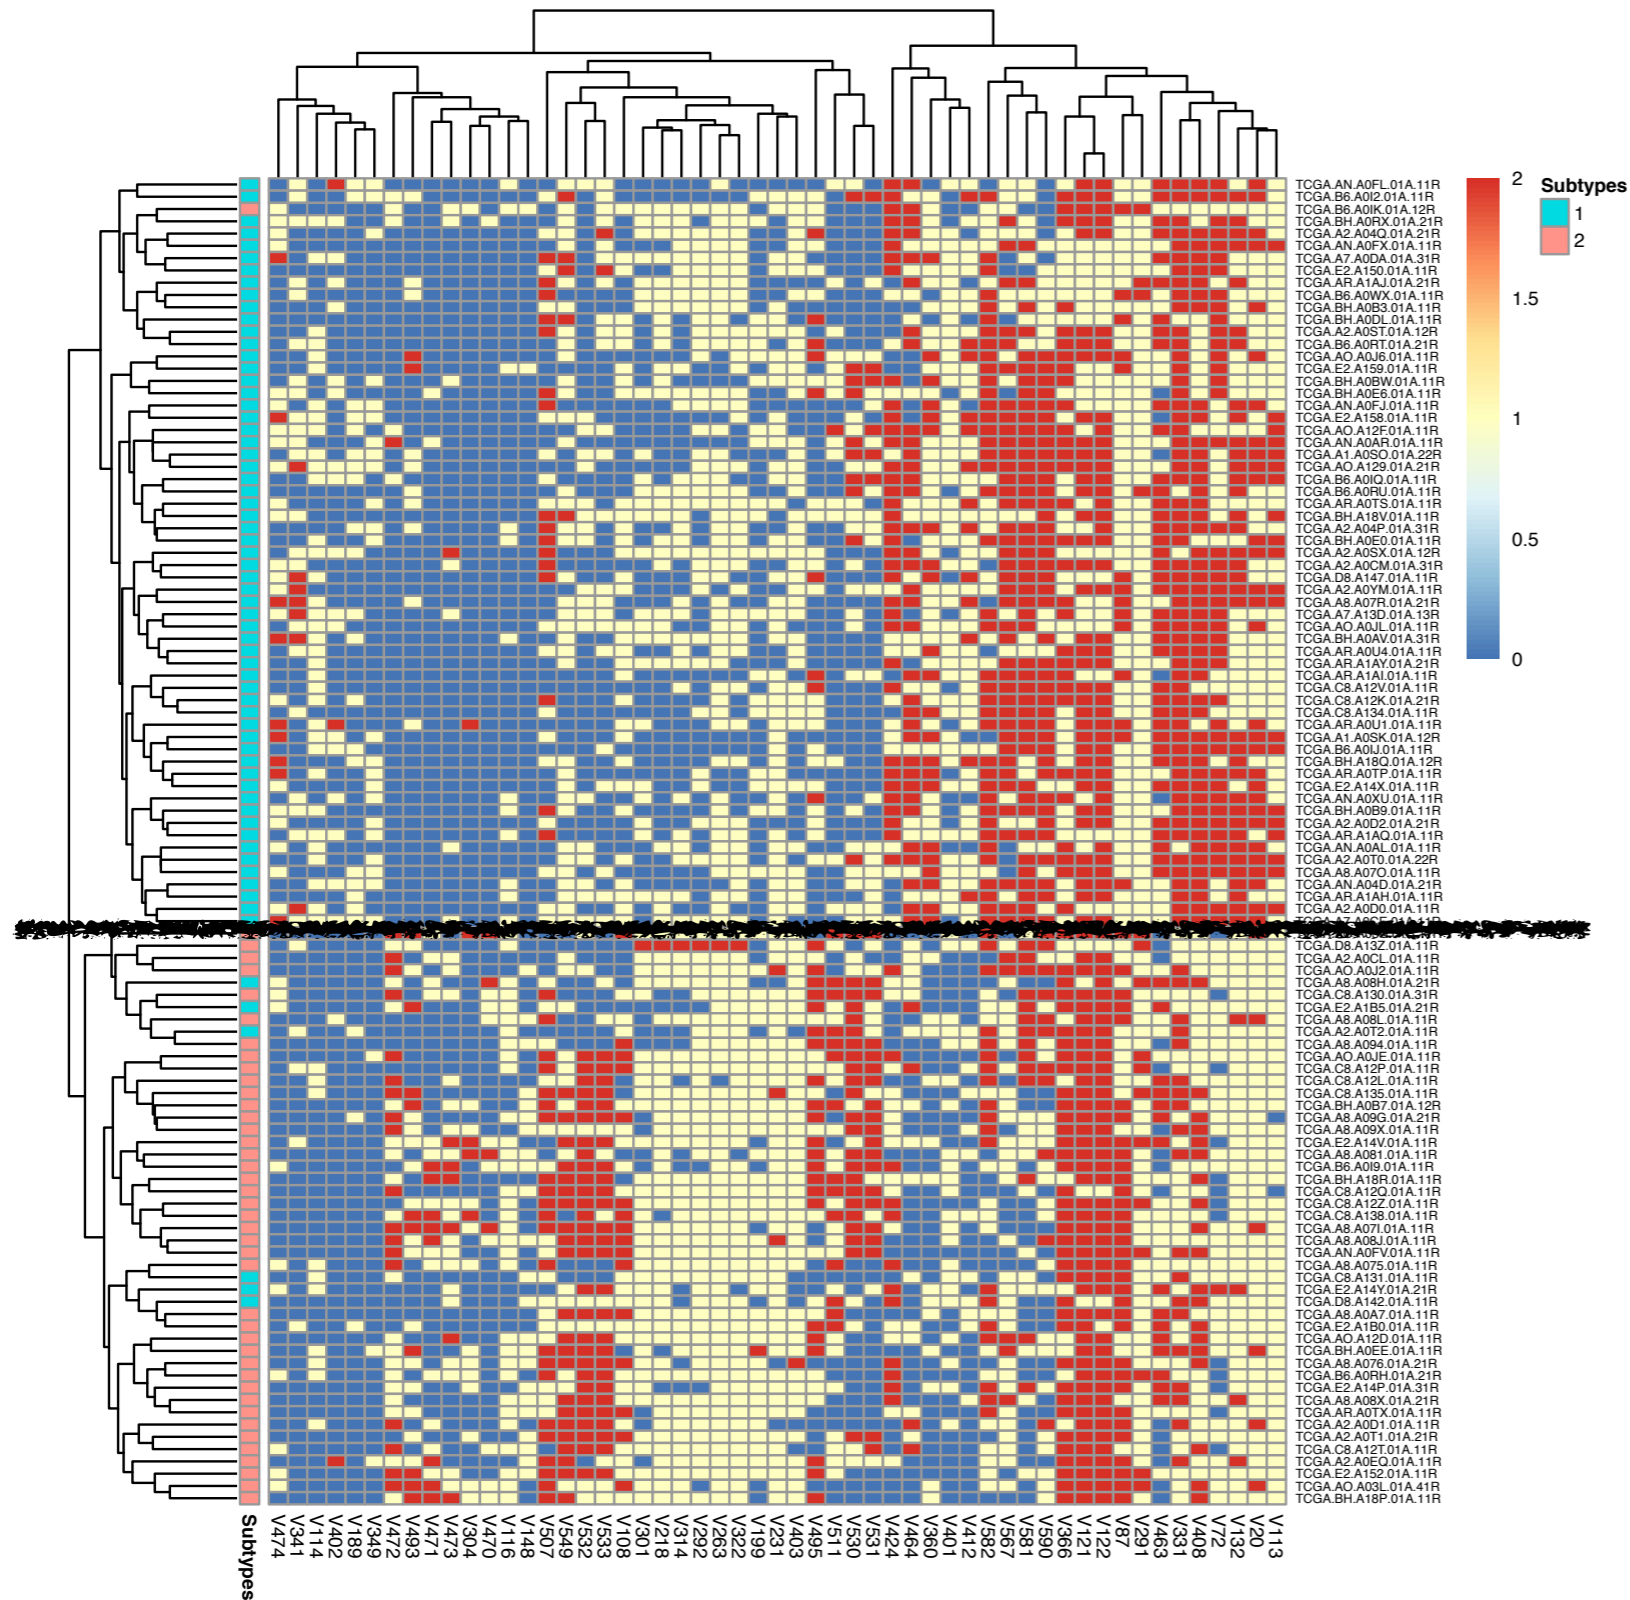 TCGA.AN.A0FL.01A.11R
TCGA.B6.A0I2.01A.11R
TCGA.B6.A0IK.01A.12R
TCGA.BH.A0RX.01A.21R
TCGA.A2.A04Q.01A.21R
TCGA.AN.A0FX.01A.11R
TCGA.A7.A0DA.01A.31R
TCGA.E2.A150.01A.11R
TCGA.AR.A1AJ.01A.21R
TCGA.B6.A0WX.01A.11R
TCGA.BH.A0B3.01A.11R
TCGA.BH.A0DL.01A.11R
TCGA.A2.A0ST.01A.12R
TCGA.B6.A0RT.01A.21R
TCGA.AO.A0J6.01A.11R
TCGA.E2.A159.01A.11R
TCGA.BH.A0BW.01A.11R
TCGA.BH.A0E6.01A.11R
TCGA.AN.A0FJ.01A.11R
TCGA.E2.A158.01A.11R
TCGA.AO.A12F.01A.11R
TCGA.AN.A0AR.01A.11R
TCGA.A1.A0SO.01A.22R
TCGA.AO.A129.01A.21R
TCGA.B6.A0IQ.01A.11R
TCGA.B6.A0RU.01A.11R
TCGA.AR.A0TS.01A.11R
TCGA.BH.A18V.01A.11R
TCGA.A2.A04P.01A.31R
TCGA.BH.A0E0.01A.11R
TCGA.A2.A0SX.01A.12R
TCGA.A2.A0CM.01A.31R
TCGA.D8.A147.01A.11R
TCGA.A2.A0YM.01A.11R
TCGA.A8.A07R.01A.21R
TCGA.A7.A13D.01A.13R
TCGA.AO.A0JL.01A.11R
TCGA.BH.A0AV.01A.31R
TCGA.AR.A0U4.01A.11R
TCGA.AR.A1AY.01A.21R
TCGA.AR.A1AI.01A.11R
TCGA.C8.A12V.01A.11R
TCGA.C8.A12K.01A.21R
TCGA.C8.A134.01A.11R
TCGA.AR.A0U1.01A.11R
TCGA.A1.A0SK.01A.12R
TCGA.B6.A0IJ.01A.11R
TCGA.BH.A18Q.01A.12R
TCGA.AR.A0TP.01A.11R
TCGA.E2.A14X.01A.11R
TCGA.AN.A0XU.01A.11R
TCGA.BH.A0B9.01A.11R
TCGA.A2.A0D2.01A.21R
TCGA.AR.A1AQ.01A.11R
TCGA.AN.A0AL.01A.11R
TCGA.A2.A0T0.01A.22R
TCGA.A8.A07O.01A.11R
TCGA.AN.A04D.01A.21R
TCGA.AR.A1AH.01A.11R
TCGA.A2.A0D0.01A.11R
TCGA.D8.A13Z.01A.11R
TCGA.A2.A0CL.01A.11R
TCGA.AO.A0J2.01A.11R
TCGA.A8.A08H.01A.21R
TCGA.C8.A130.01A.31R
TCGA.E2.A1B5.01A.21R
TCGA.A8.A08L.01A.11R
TCGA.A2.A0T2.01A.11R
TCGA.A8.A094.01A.11R
TCGA.AO.A0JE.01A.11R
TCGA.C8.A12P.01A.11R
TCGA.C8.A12L.01A.11R
TCGA.C8.A135.01A.11R
TCGA.BH.A0B7.01A.12R
TCGA.A8.A09G.01A.21R
TCGA.A8.A09X.01A.11R
TCGA.E2.A14V.01A.11R
TCGA.A8.A081.01A.11R
TCGA.B6.A0I9.01A.11R
TCGA.BH.A18R.01A.11R
TCGA.C8.A12Q.01A.11R
TCGA.C8.A12Z.01A.11R
TCGA.C8.A138.01A.11R
TCGA.A8.A07I.01A.11R
TCGA.A8.A08J.01A.11R
TCGA.AN.A0FV.01A.11R
TCGA.A8.A075.01A.11R
TCGA.C8.A131.01A.11R
TCGA.E2.A14Y.01A.21R
TCGA.D8.A142.01A.11R
TCGA.A8.A0A7.01A.11R
TCGA.E2.A1B0.01A.11R
TCGA.AO.A12D.01A.11R
TCGA.BH.A0EE.01A.11R
TCGA.A8.A076.01A.21R
TCGA.B6.A0RH.01A.21R
TCGA.E2.A14P.01A.31R
TCGA.A8.A08X.01A.21R
TCGA.AR.A0TX.01A.11R
TCGA.A2.A0D1.01A.11R
TCGA.A2.A0T1.01A.21R
TCGA.C8.A12T.01A.11R
TCGA.A2.A0EQ.01A.11R
TCGA.E2.A152.01A.11R
TCGA.AO.A03L.01A.41R
TCGA.BH.A18P.01A.11R
2
1.5
1
0.5
0
Subtypes
1
2
Subtypes
V474
V341
V114
V402
V189
V349
V472
V493
V471
V473
V304
V470
V116
V148
V507
V549
V532
V533
V108
V301
V218
V314
V292
V263
V322
V199
V231
V403
V495
V511
V530
V531
V424
V464
V360
V401
V412
V582
V567
V581
V590
V366
V121
V122
V87
V291
V463
V331
V408
V72
V132
V20
V113